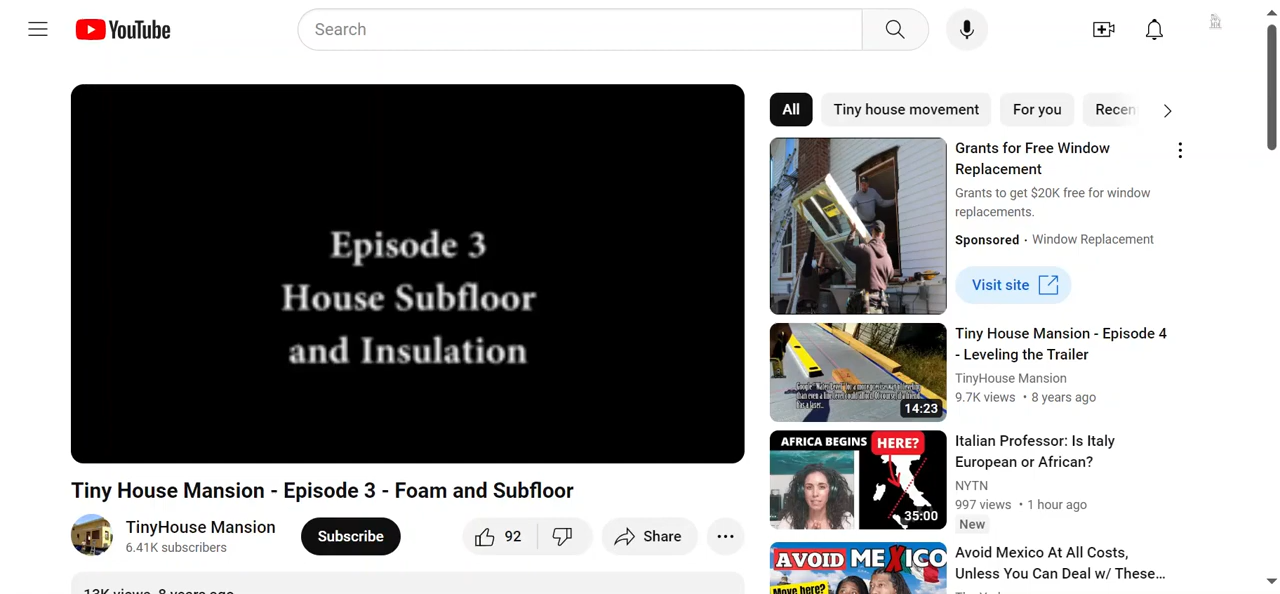 YouTube
Search
Episode 3
House Subfloor
and Insulation
Tiny House Mansion - Episode 3 - Foam and Subfloor
TinyHouse Mansion
6.41K subscribers
Subscribe
92
Share
All
Tiny house movement
For you
Recen
Grants for Free Window
Replacement
Grants to get $20K free for window
replacements.
Sponsored · Window Replacement
Visit site
14:23
Tiny House Mansion - Episode 4
- Leveling the Trailer
TinyHouse Mansion
9.7K views • 8 years ago
AFRICA BEGINS HERE?
35:00
Italian Professor: Is Italy
European or African?
NYTN
997 views • 1 hour ago
New
AVOID MEXICO
Move here?
Avoid Mexico At All Costs,
Unless You Can Deal w/ These...